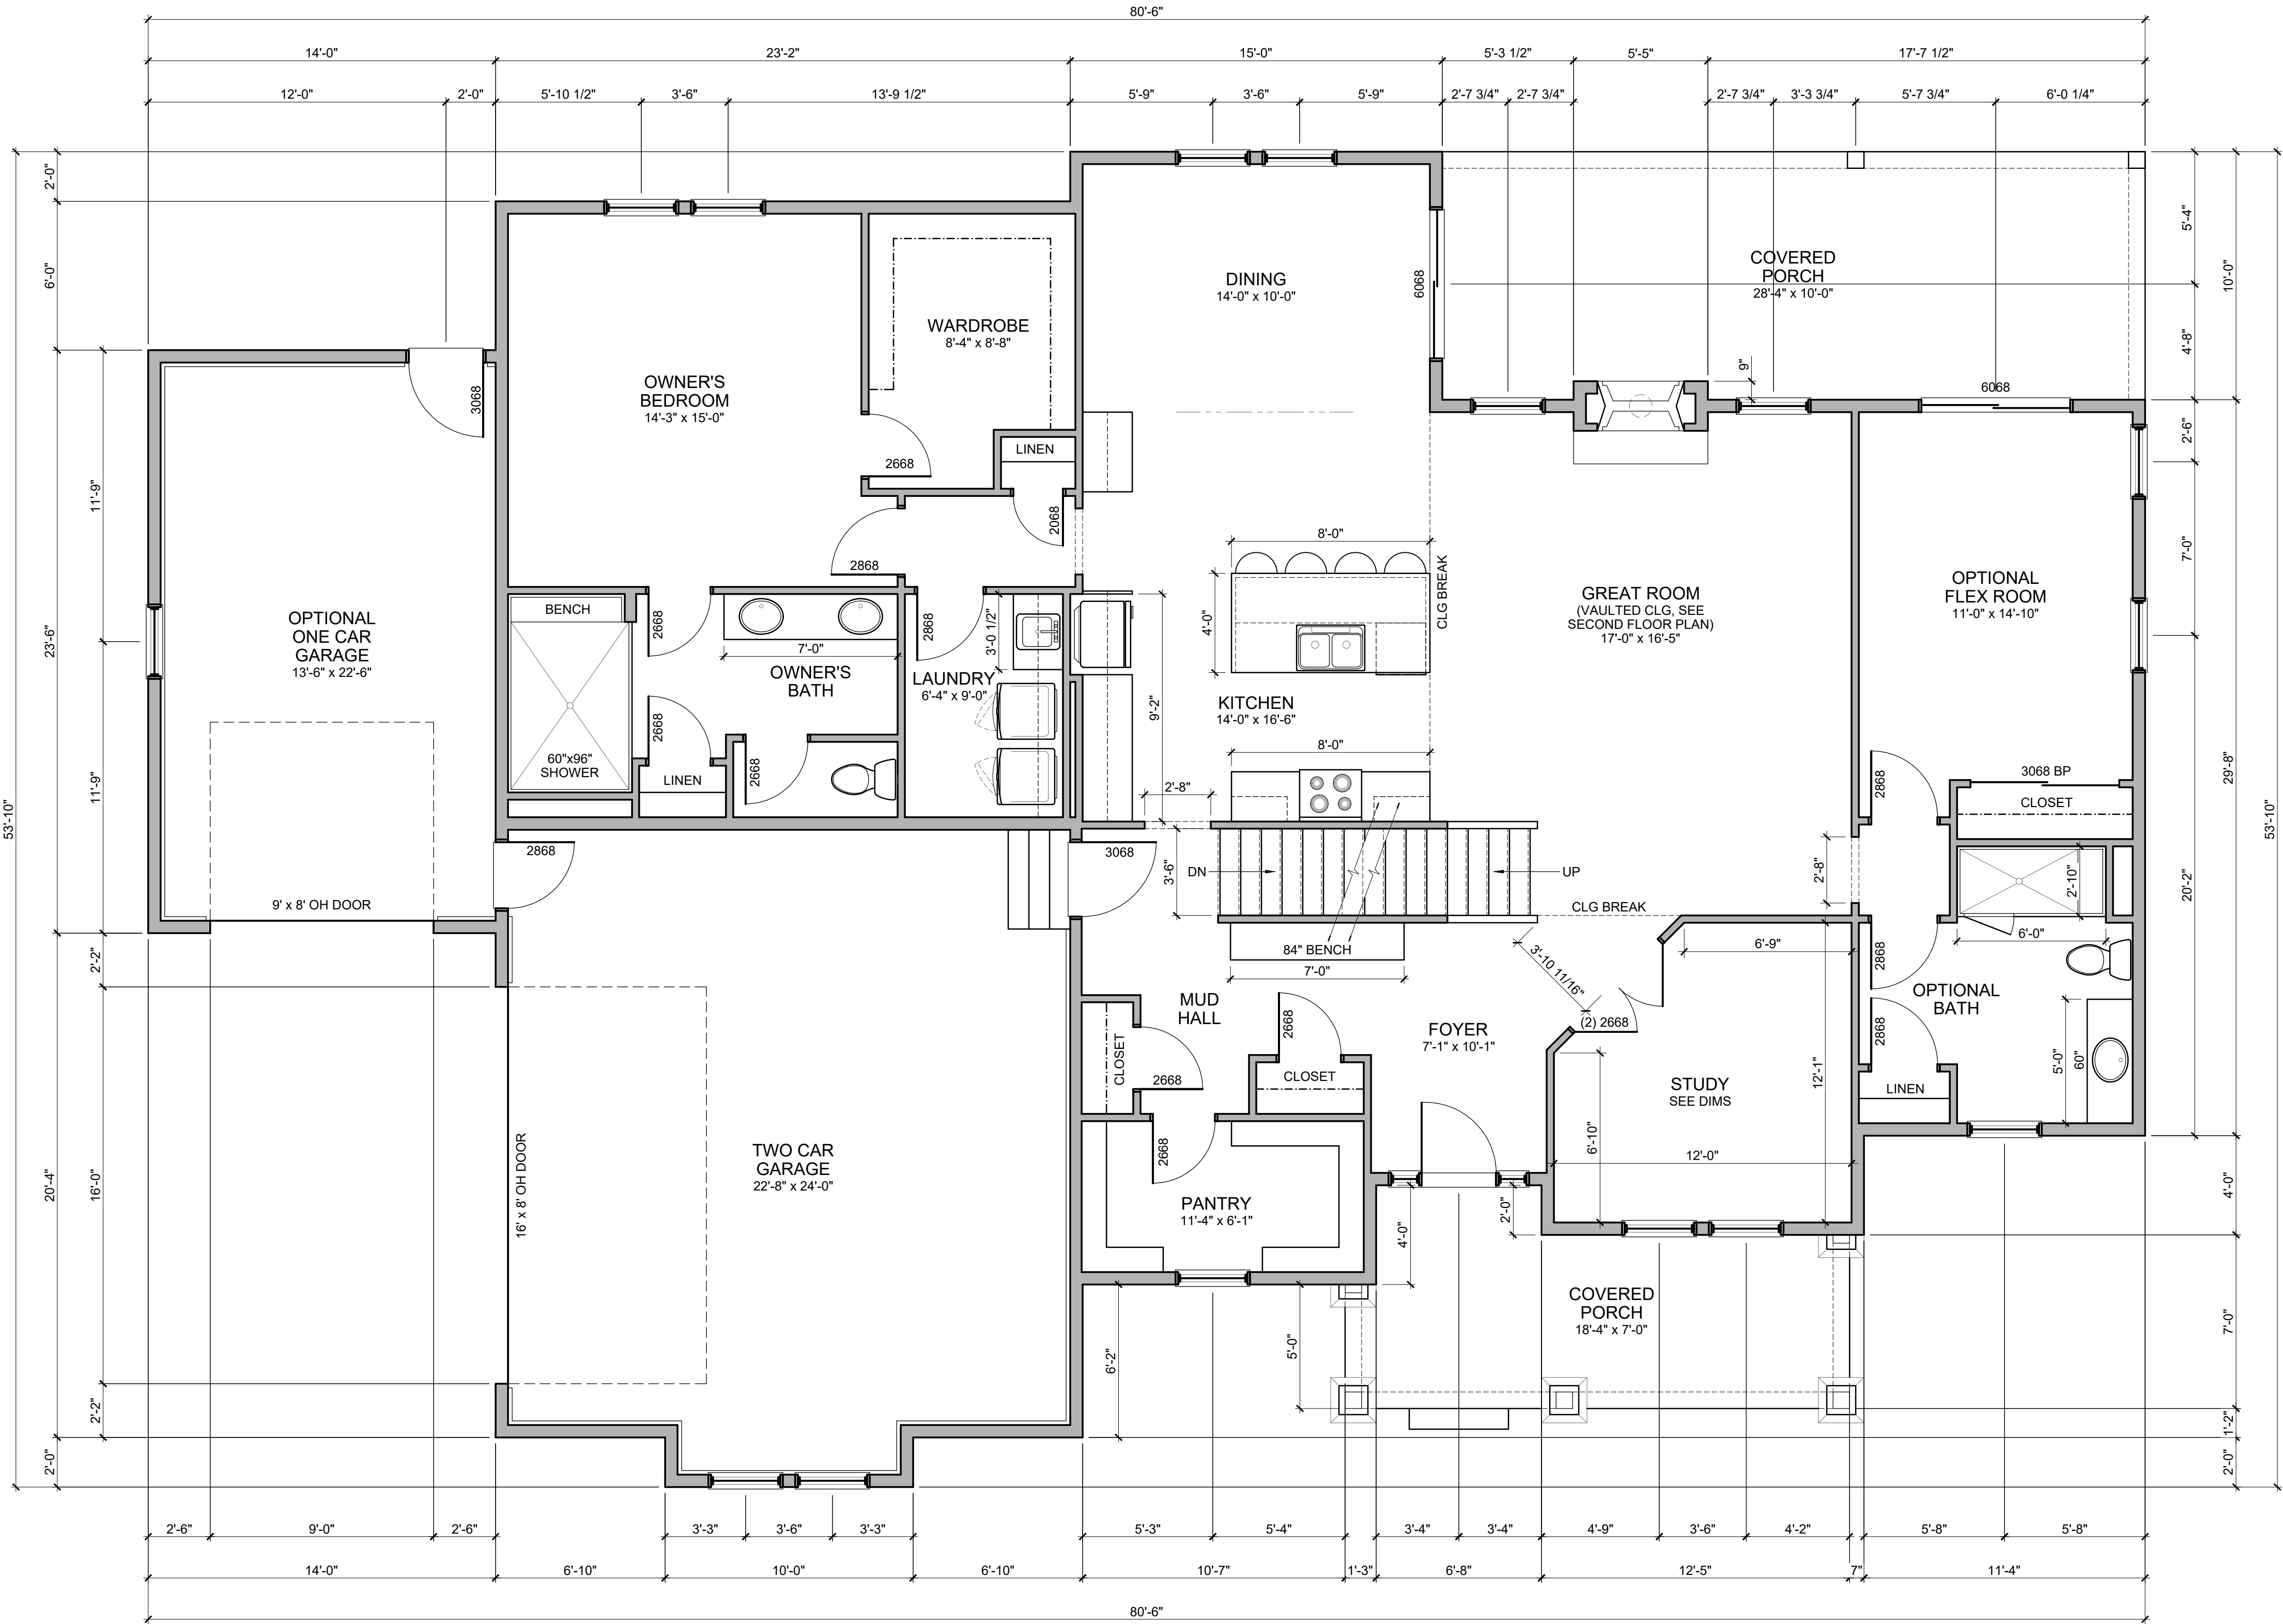 80'-6"
14'-0" 23'-2" 15'-0" 5'-3 1/2" 5'-5" 17'-7 1/2"
12'-0" 2'-0" 5'-10 1/2" 3'-6" 13'-9 1/2" 5'-9" 3'-6" 5'-9" 2'-7 3/4" 2'-7 3/4" 2'-7 3/4" 3'-3 3/4" 5'-7 3/4" 6'-0 1/4"
53'-10"
2'-0"
6'-0"
23'-6"
20'-4"
2'-0"
11'-9"
11'-9"
2'-2"
16'-0"
2'-2"
3068
OPTIONAL
ONE CAR
GARAGE
13'-6" x 22'-6"
9' x 8' OH DOOR
OWNER'S
BEDROOM
14'-3" x 15'-0"
WARDROBE
8'-4" x 8'-8"
2668
LINEN
2068
2868
BENCH
60"x96"
SHOWER
2668
7'-0"
OWNER'S
BATH
2668
LINEN
2668
2868
3'-0 1/2"
LAUNDRY
6'-4" x 9'-0"
DINING
14'-0" x 10'-0"
6068
COVERED
PORCH
28'-4" x 10'-0"
9"
6068
8'-0"
4'-0"
CLG BREAK
KITCHEN
14'-0" x 16'-6"
9'-2"
8'-0"
2'-8"
GREAT ROOM
(VAULTED CLG, SEE
SECOND FLOOR PLAN)
17'-0" x 16'-5"
OPTIONAL
FLEX ROOM
11'-0" x 14'-10"
3068 BP
CLOSET
2868
2868
3068
3'-6"
DN
UP
2'-8"
CLG BREAK
84" BENCH
7'-0"
3'-10 11/16"
6'-9"
2'-10"
6'-0"
2868
OPTIONAL
BATH
2868
5'-0"
60"
LINEN
MUD
HALL
CLOSET
2668
2668
CLOSET
FOYER
7'-1" x 10'-1"
(2) 2668
STUDY
SEE DIMS
12'-1"
6'-10"
12'-0"
16' x 8' OH DOOR
TWO CAR
GARAGE
22'-8" x 24'-0"
2668
PANTRY
11'-4" x 6'-1"
4'-0"
2'-0"
6'-2"
5'-0"
COVERED
PORCH
18'-4" x 7'-0"
5'-4"
4'-8"
2'-6"
7'-0"
20'-2"
10'-0"
29'-8"
4'-0"
7'-0"
1'-2"
2'-0"
53'-10"
2'-6" 9'-0" 2'-6" 3'-3" 3'-6" 3'-3" 5'-3" 5'-4" 3'-4" 3'-4" 4'-9" 3'-6" 4'-2" 5'-8" 5'-8"
14'-0" 6'-10" 10'-0" 6'-10" 10'-7" 1'-3" 6'-8" 12'-5" 7" 11'-4"
80'-6"